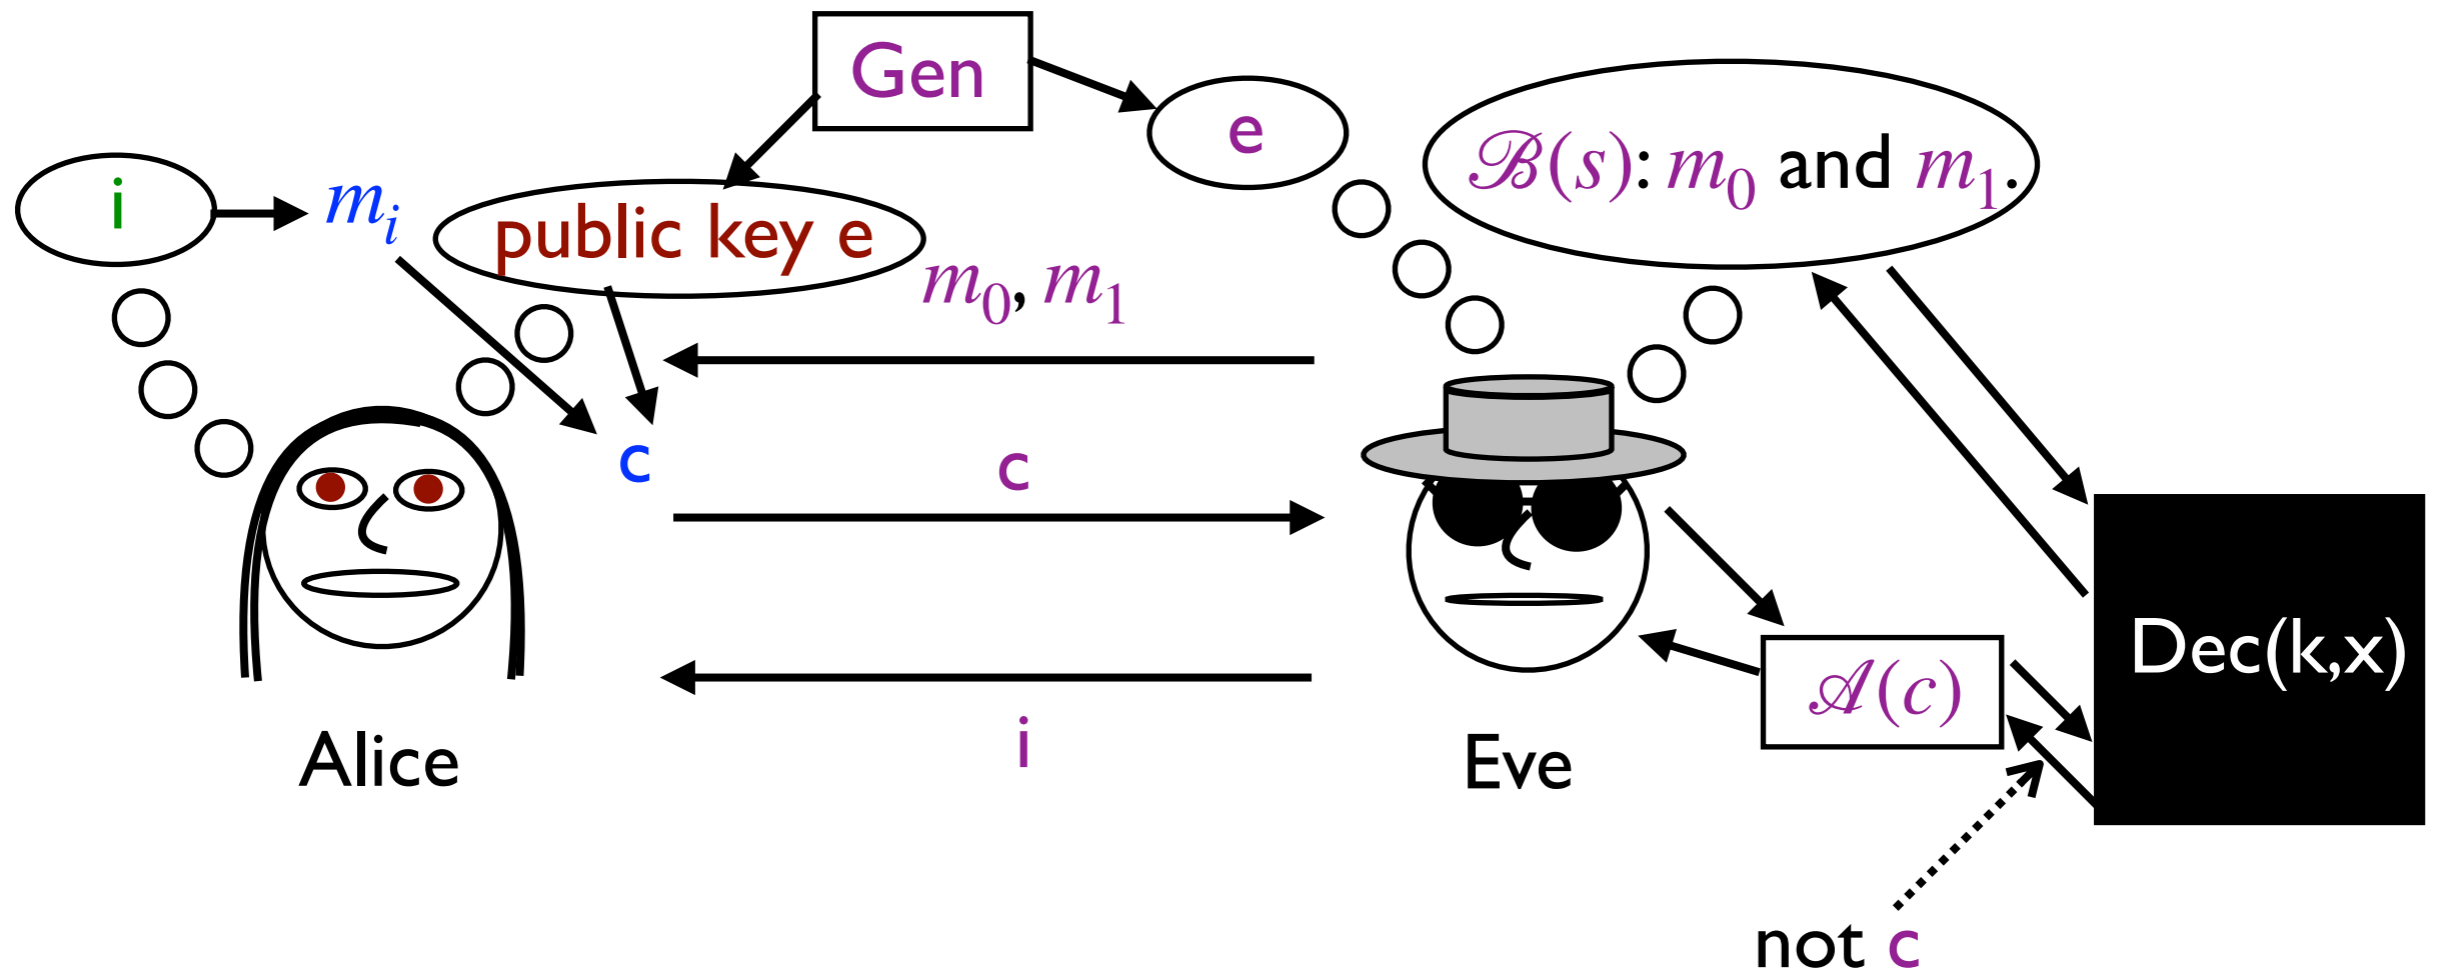 Gen
e
i
mᵢ
public key e
ℬ(s): m₀ and m₁.
m₀, m₁
c
c
Dec(k,x)
𝒜(c)
i
Alice
Eve
not c